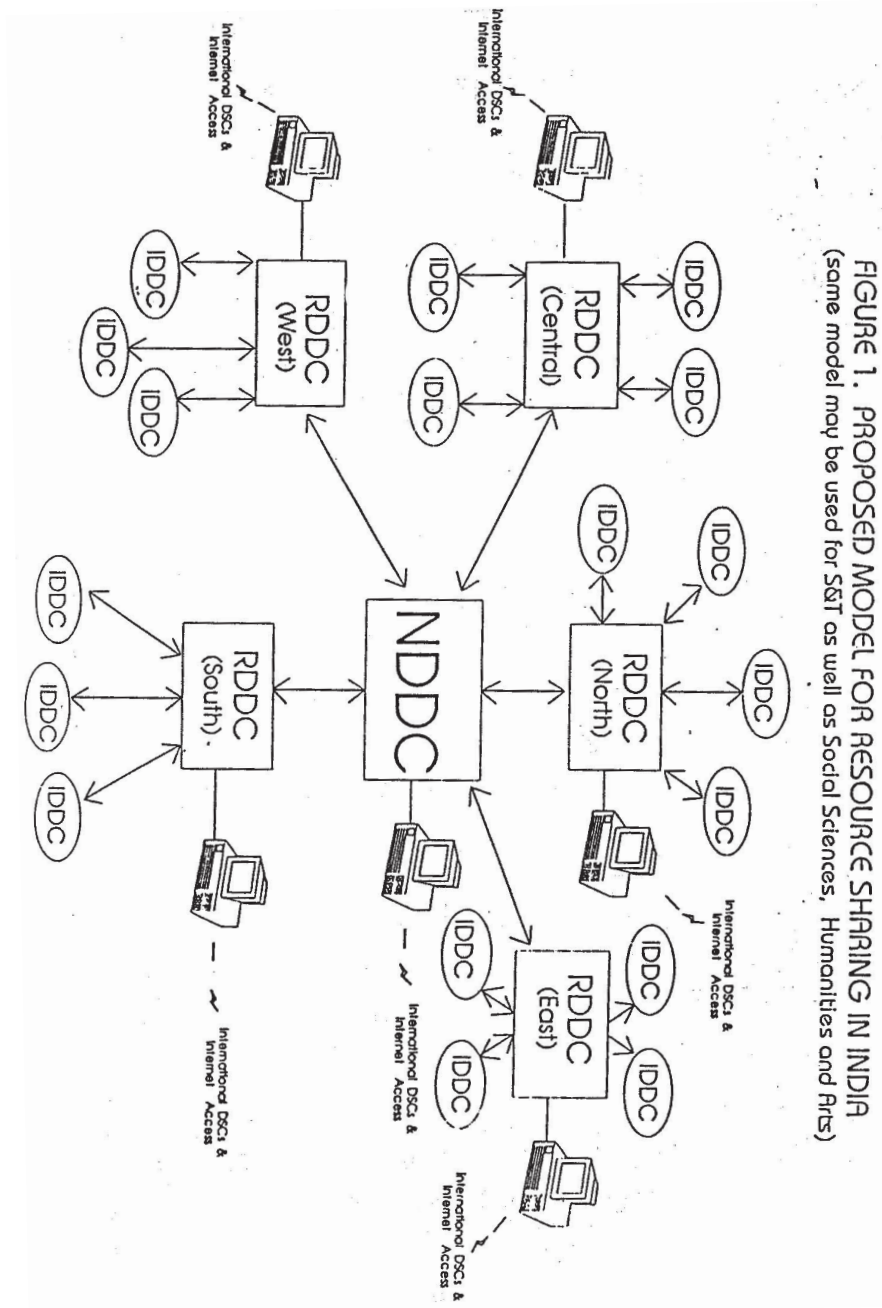 FIGURE 1. PROPOSED MODEL FOR RESOURCE SHARING IN INDIA
(same model may be used for S&T as well as Social Sciences, Humanities and Arts)
International DSCs &
Internet Access
RDDC
(Central)
IDDC
IDDC
IDDC
IDDC
RDDC
(North)
IDDC
IDDC
IDDC
IDDC
International DSCs &
Internet Access
International DSCs &
Internet Access
RDDC
(West)
IDDC
IDDC
IDDC
NDDC
International DSCs &
Internet Access
RDDC
(East)
IDDC
IDDC
IDDC
IDDC
International DSCs &
Internet Access
RDDC
(South)
IDDC
IDDC
IDDC
International DSCs &
Internet Access